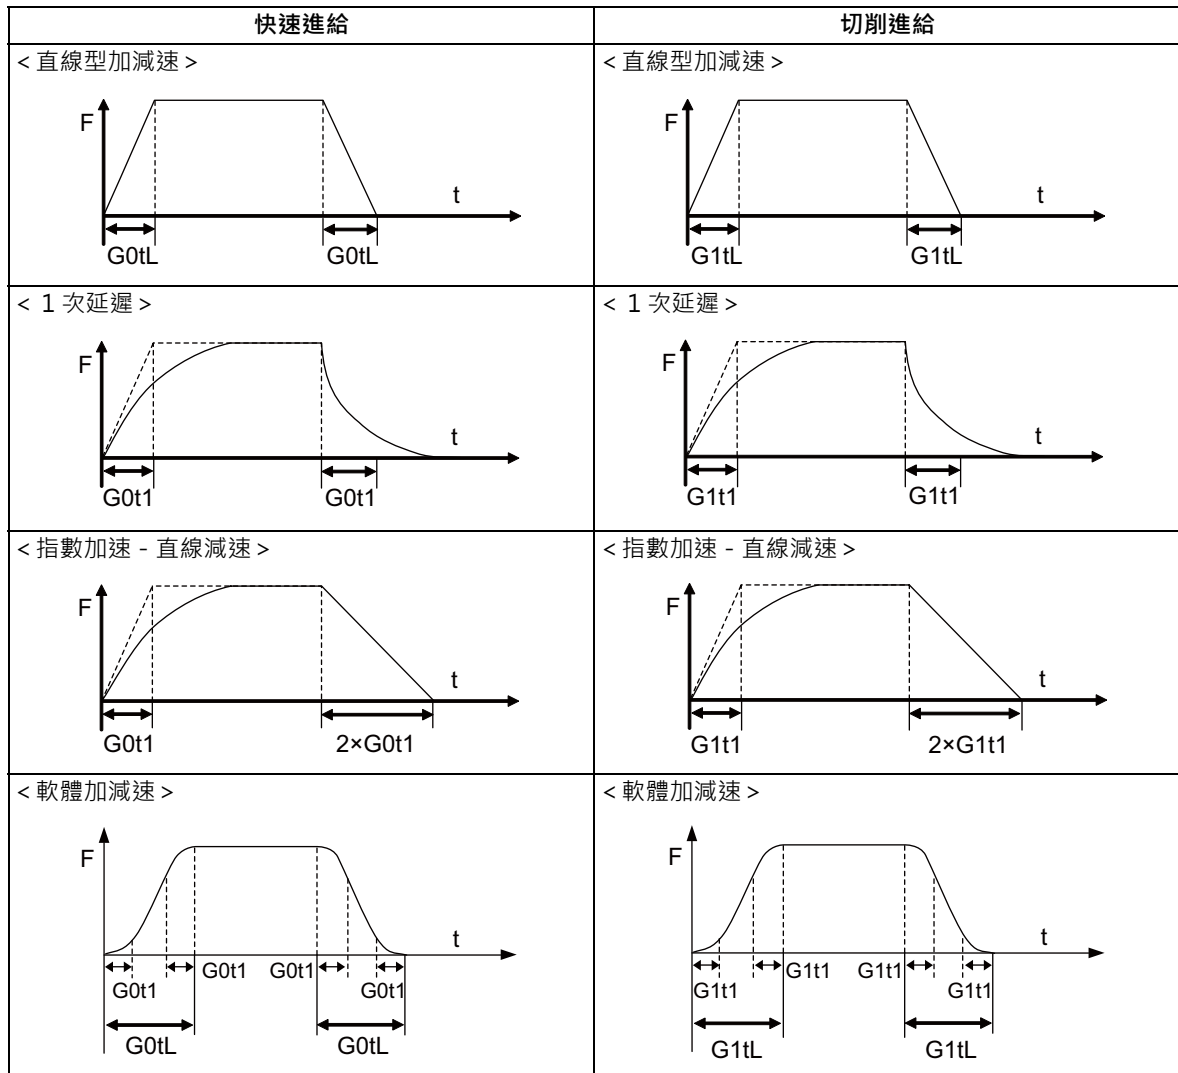 快速進給
切削進給
< 直線型加減速 >
F
t
G0tL
G0tL
< 直線型加減速 >
F
t
G1tL
G1tL
< 1 次延遲 >
F
t
G0t1
G0t1
< 1 次延遲 >
F
t
G1t1
G1t1
< 指數加速 - 直線減速 >
F
t
G0t1
2×G0t1
< 指數加速 - 直線減速 >
F
t
G1t1
2×G1t1
< 軟體加減速 >
F
t
G0t1
G0t1
G0t1
G0t1
G0tL
G0tL
< 軟體加減速 >
F
t
G1t1
G1t1
G1t1
G1t1
G1tL
G1tL